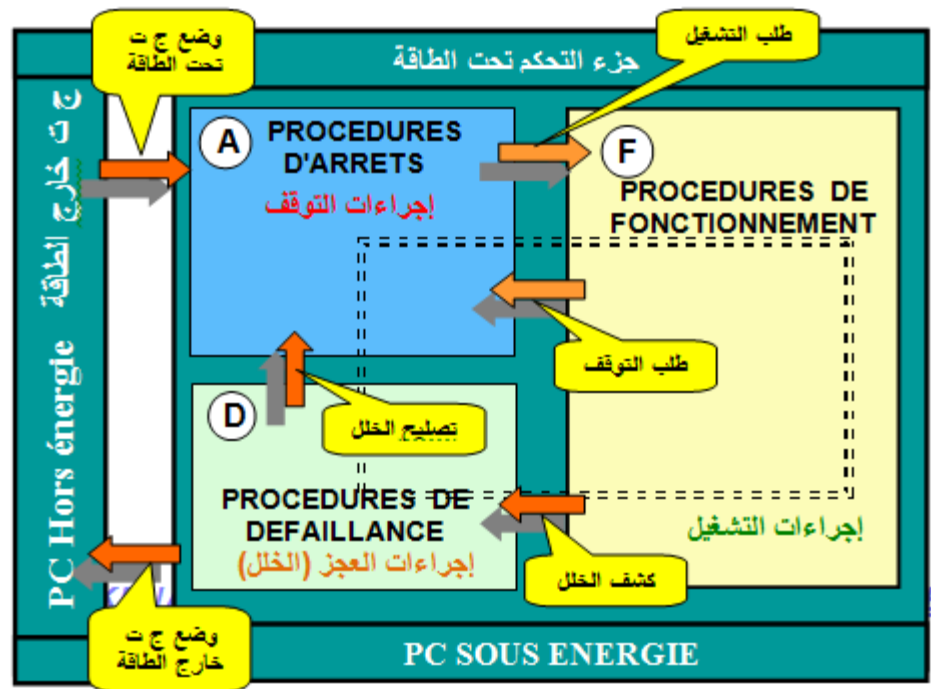 وضع ج ت
تحت الطاقة
طلب التشغيل
جزء التحكم تحت الطاقة
PC Hors énergie ج ت خارج الطاقة
A
PROCEDURES
D'ARRETS
إجراءات التوقف
F
PROCEDURES DE
FONCTIONNEMENT
طلب التوقف
تصليح الخلل
D
PROCEDURES DE
DEFAILLANCE
إجراءات العجز (الخلل)
إجراءات التشغيل
كشف الخلل
وضع ج ت
خارج الطاقة
PC SOUS ENERGIE